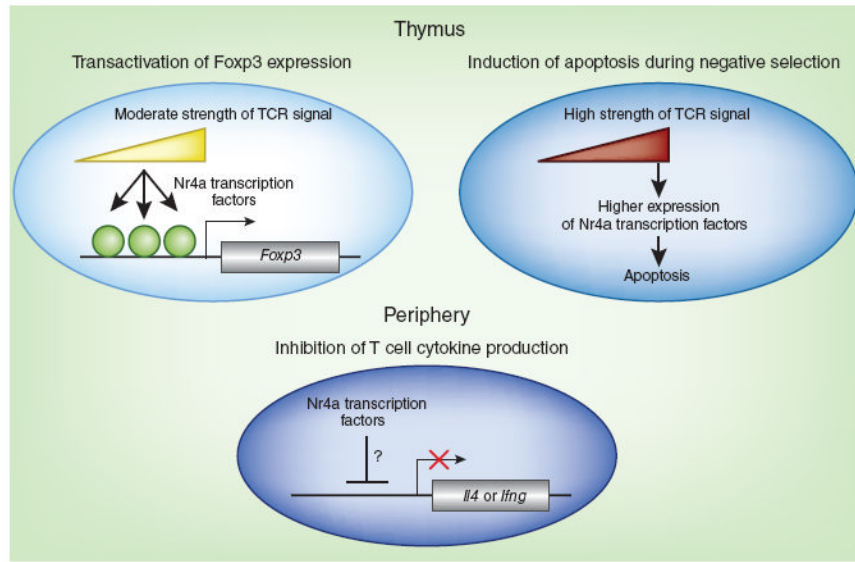 Thymus
Transactivation of Foxp3 expression
Moderate strength of TCR signal
Nr4a transcription
factors
Foxp3
Induction of apoptosis during negative selection
High strength of TCR signal
Higher expression
of Nr4a transcription factors
Apoptosis
Periphery
Inhibition of T cell cytokine production
Nr4a transcription
factors
?
Il4 or Ifng